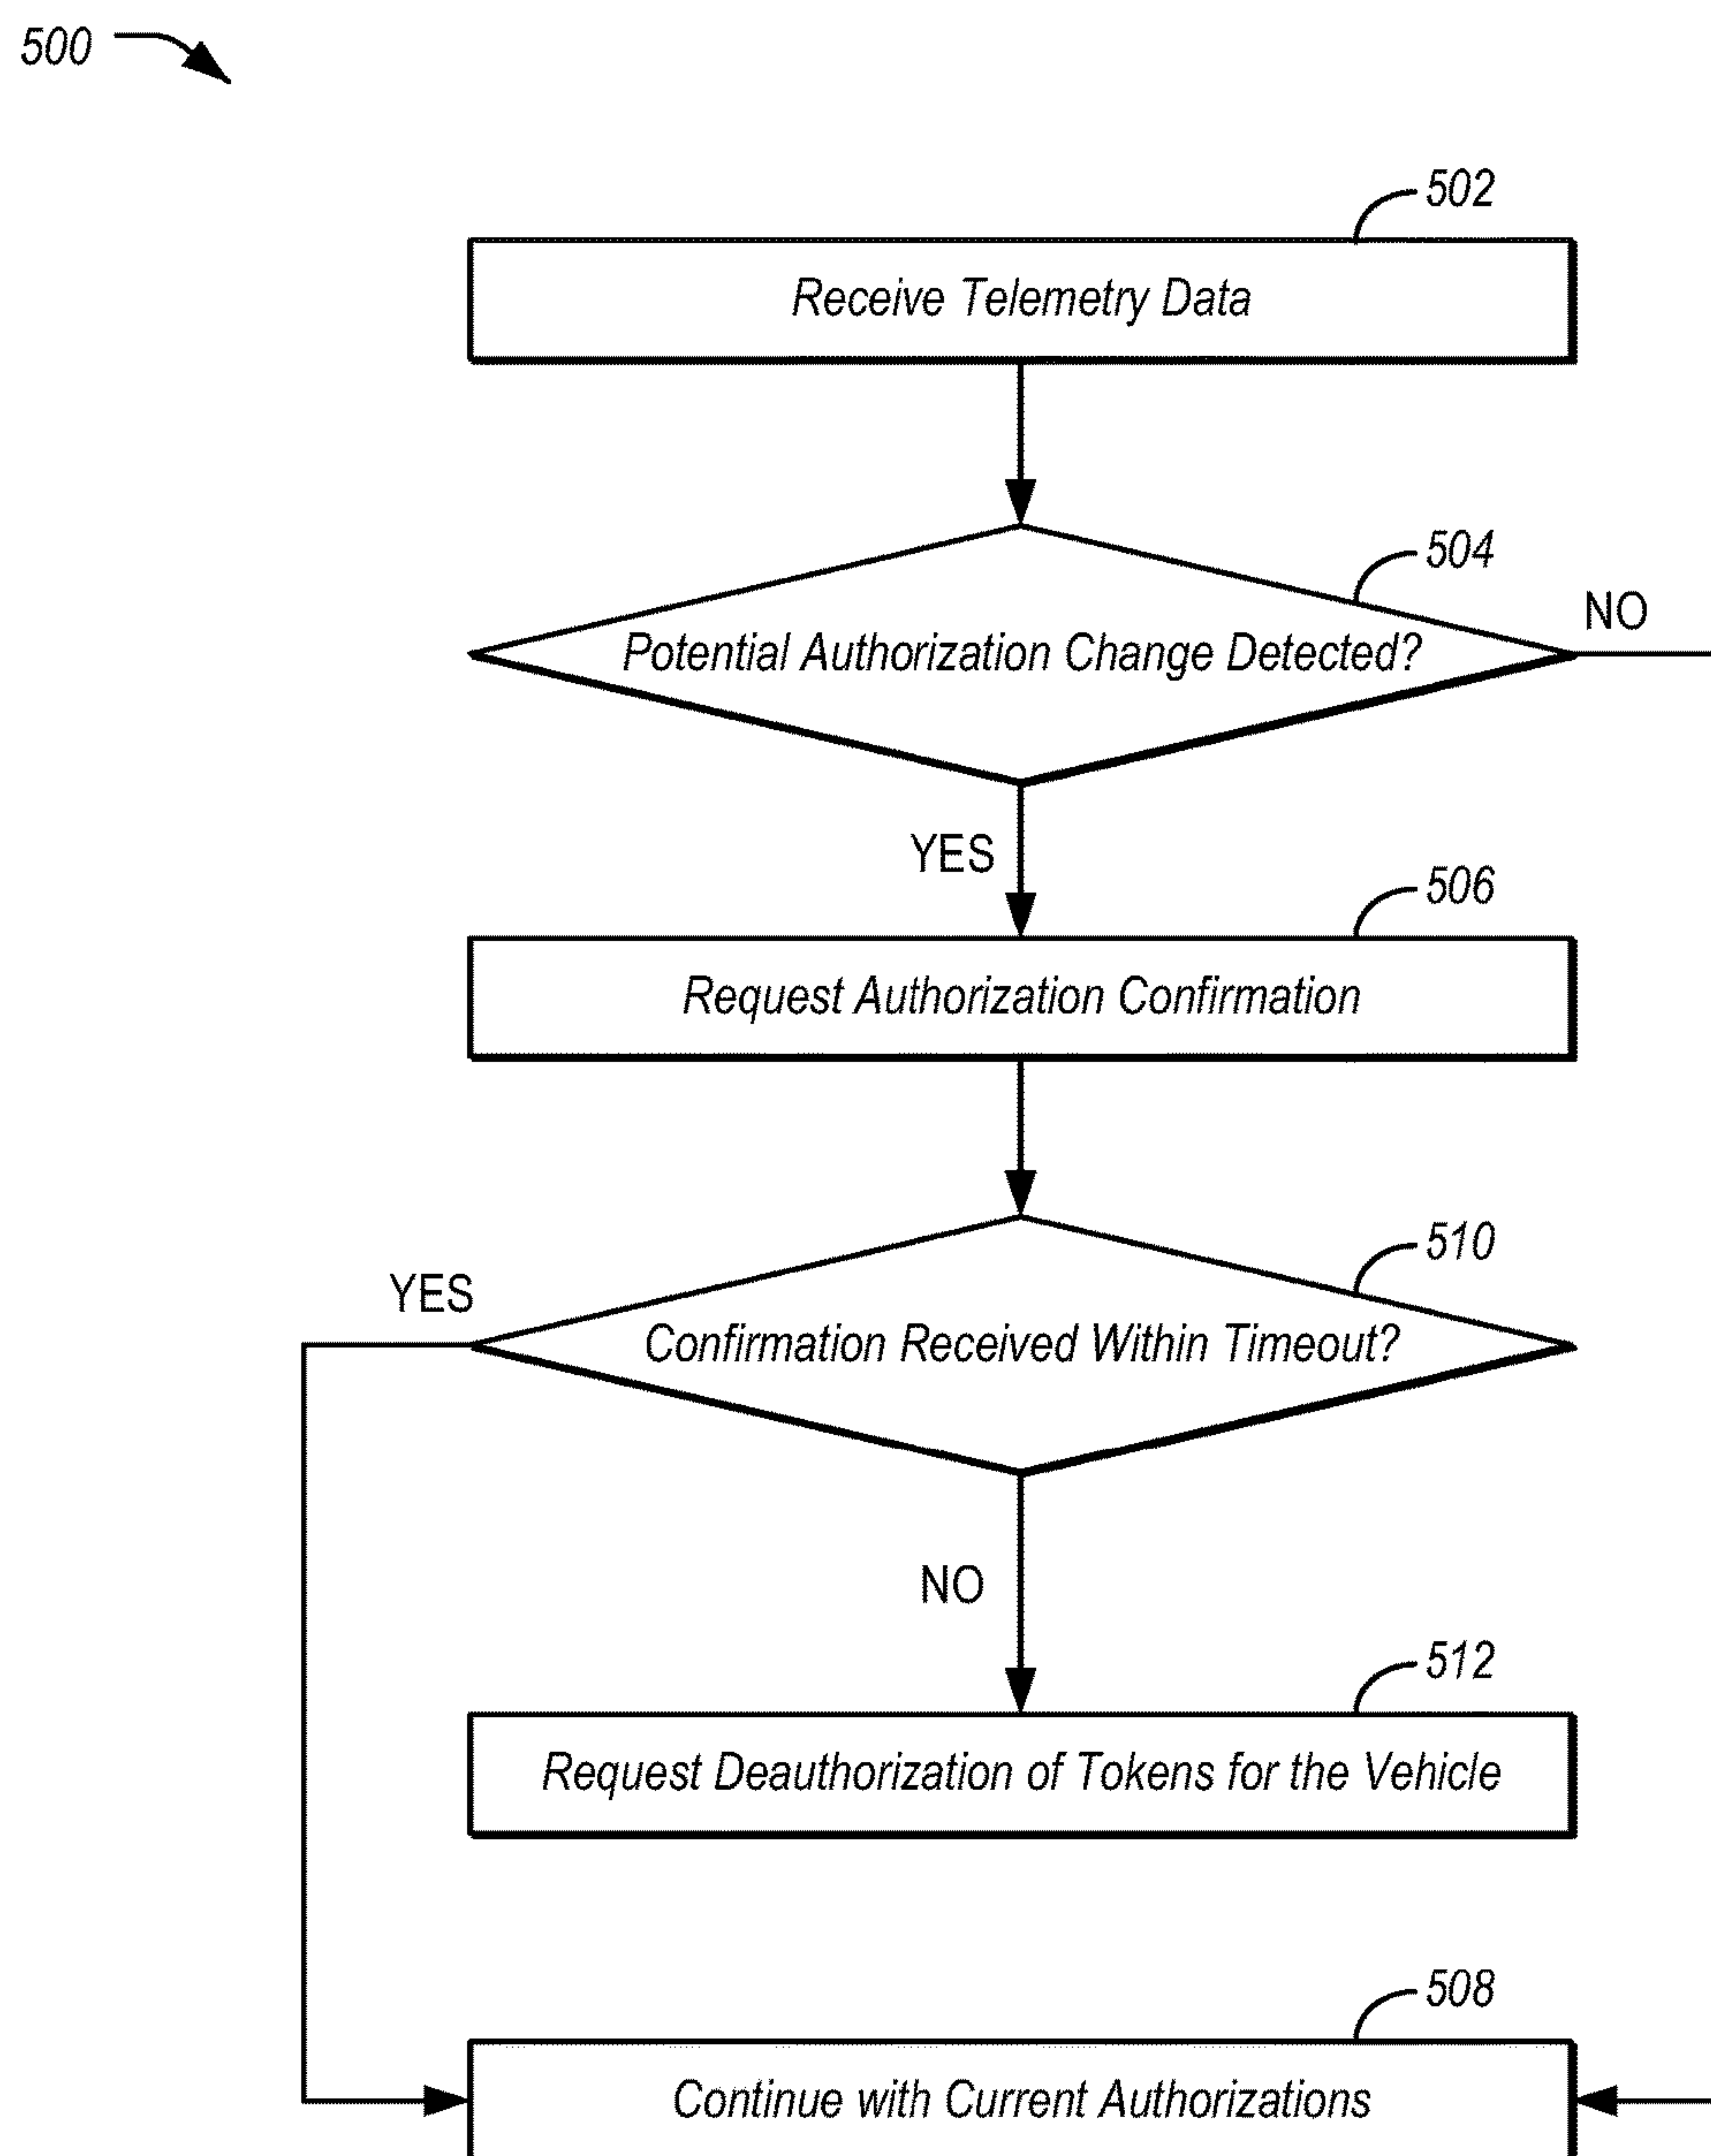 500
502
Receive Telemetry Data
504
NO
Potential Authorization Change Detected?
YES
506
Request Authorization Confirmation
510
YES
Confirmation Received Within Timeout?
NO
512
Request Deauthorization of Tokens for the Vehicle
508
Continue with Current Authorizations